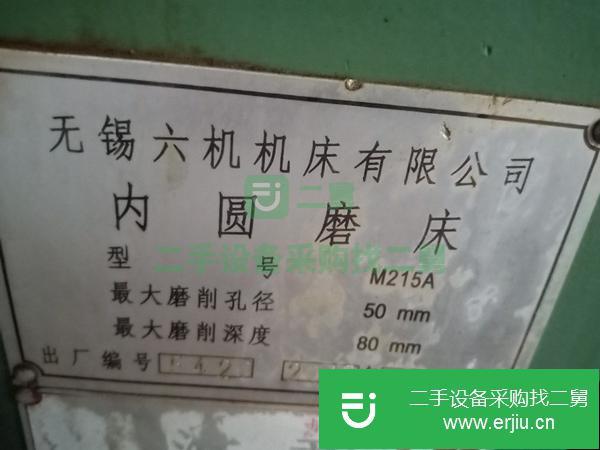 无锡六机机床有限公司
内圆磨床
二舅
二手设备采购找二舅
型号 M215A
最大磨削孔径 50 mm
最大磨削深度 80 mm
出厂编号
二手设备采购找二舅
www.erjiu.cn